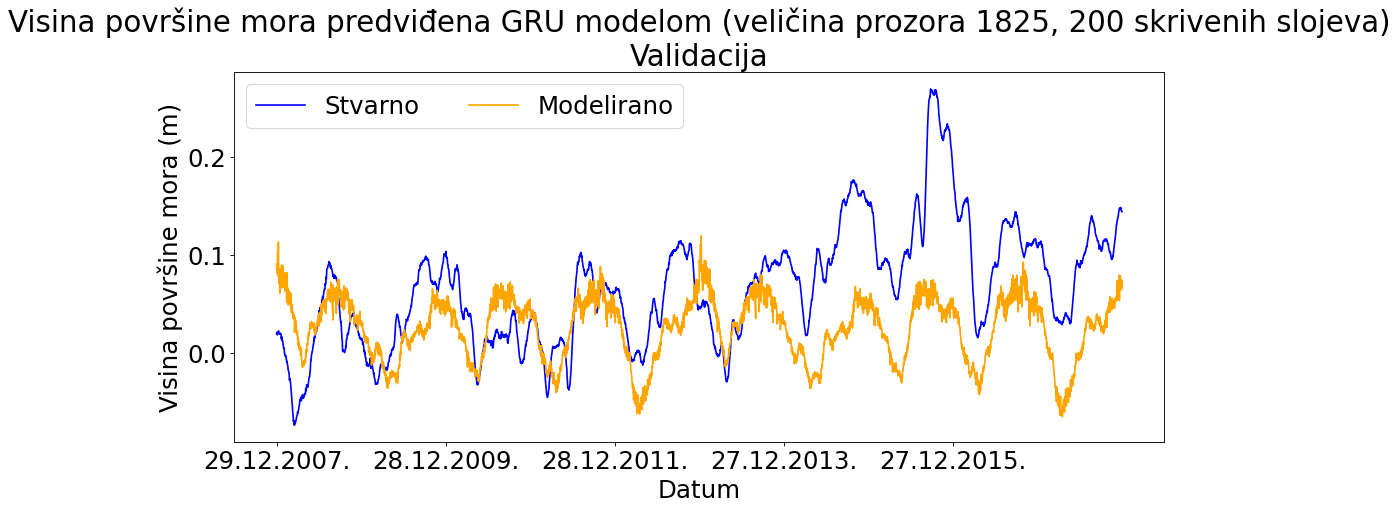 Visina površine mora predviđena GRU modelom (veličina prozora 1825, 200 skrivenih slojeva)
Validacija
Stvarno
Modelirano
Visina površine mora (m)
0.2
0.1
0.0
29.12.2007.
28.12.2009.
28.12.2011.
27.12.2013.
27.12.2015.
Datum